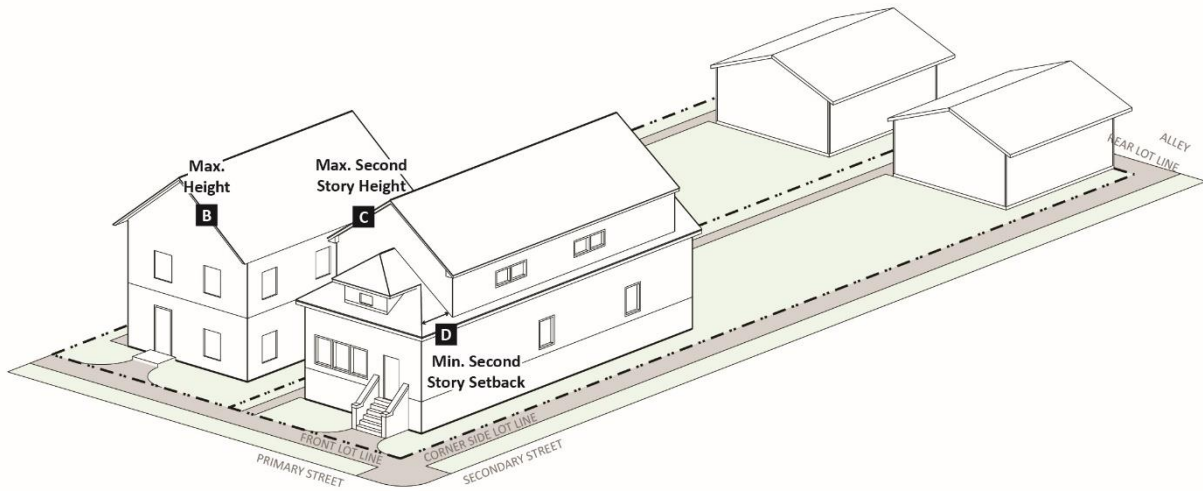 Max.
Height
B
Max. Second
Story Height
C
D
Min. Second
Story Setback
ALLEY
REAR LOT LINE
FRONT LOT LINE
CORNER SIDE LOT LINE
PRIMARY STREET
SECONDARY STREET